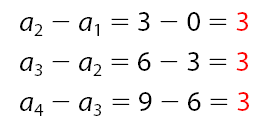 a₂ − a₁ = 3 − 0 = 3
a₃ − a₂ = 6 − 3 = 3
a₄ − a₃ = 9 − 6 = 3